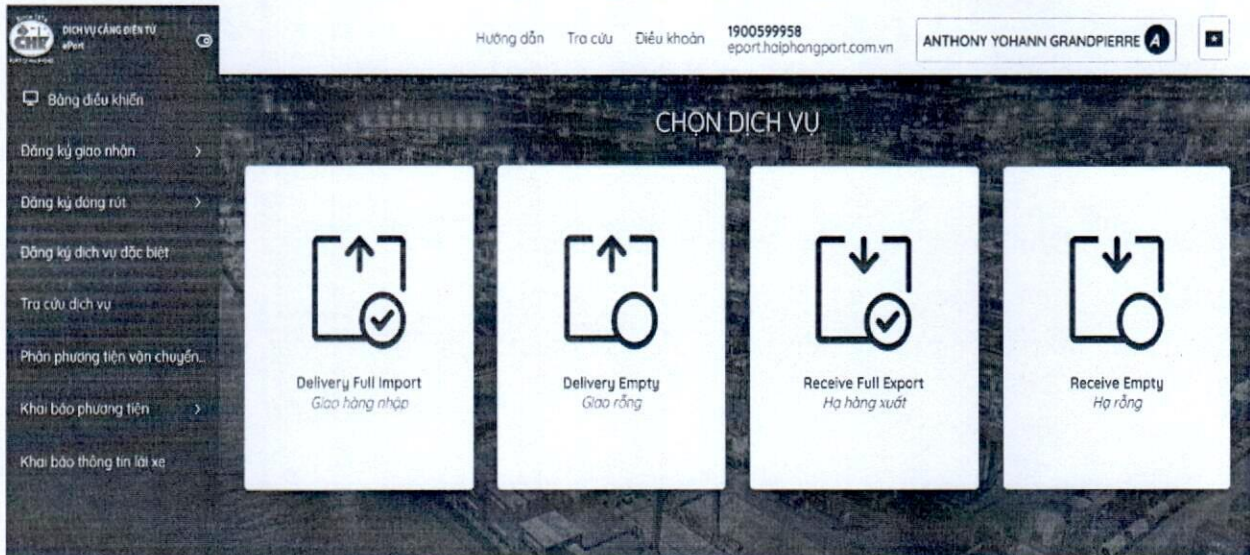 DỊCH VỤ CẢNG ĐIỆN TỬ
ePort
Hướng dẫn
Tra cứu
Điều khoản
1900599958
eport.haiphongport.com.vn
ANTHONY YOHANN GRANDPIERRE A
Bảng điều khiển
Đăng ký giao nhận
Đăng ký đóng rút
Đăng ký dịch vụ đặc biệt
Tra cứu dịch vụ
Phân phương tiện vận chuyển...
Khai báo phương tiện
Khai báo thông tin lái xe
CHỌN DỊCH VỤ
Delivery Full Import
Giao hàng nhập
Delivery Empty
Giao rỗng
Receive Full Export
Hạ hàng xuất
Receive Empty
Hạ rỗng